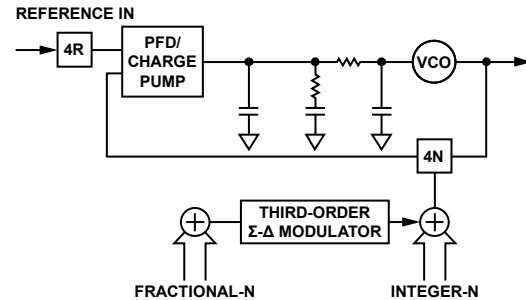 REFERENCE IN
4R
PFD/
CHARGE
PUMP
VCO
4N
THIRD-ORDER
Σ-Δ MODULATOR
FRACTIONAL-N
INTEGER-N